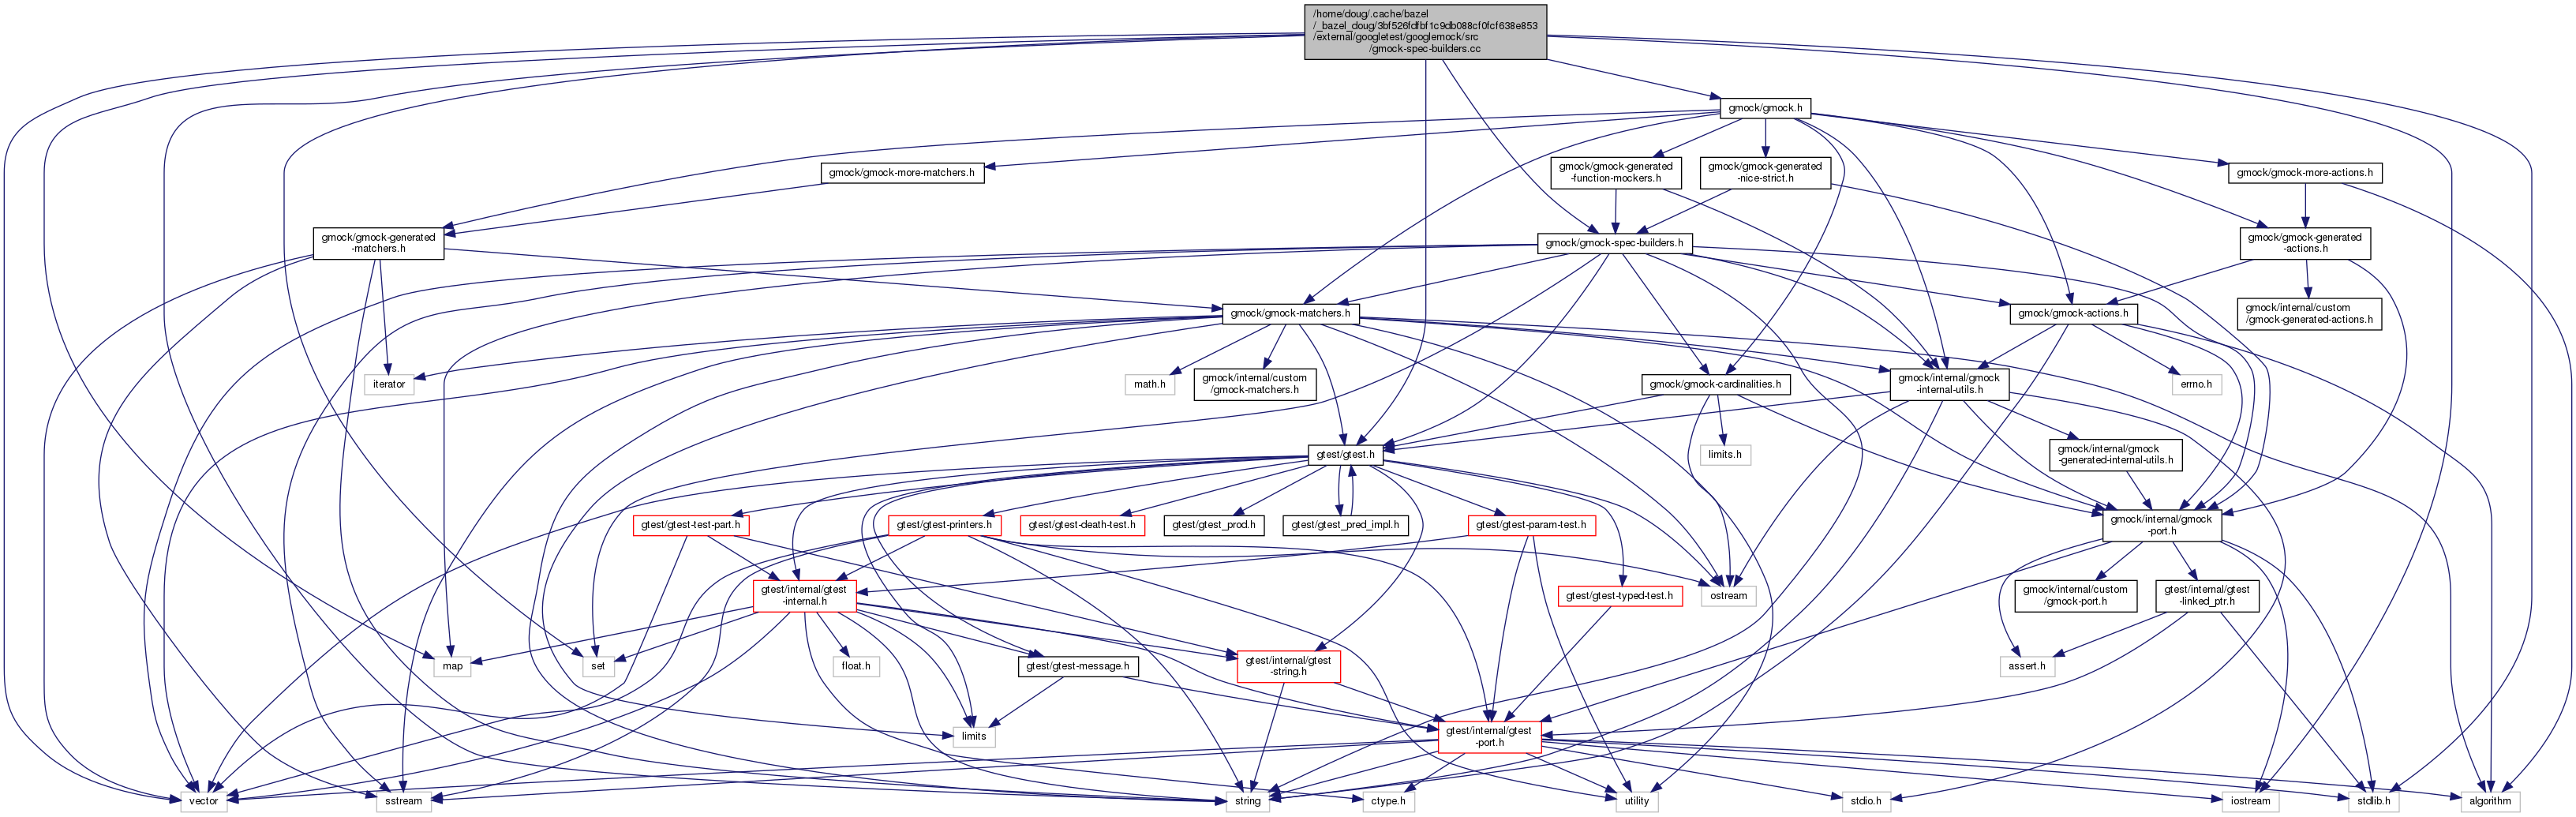 /home/doug/.cache/bazel
/_bazel_doug/3bf526fdfbf1c9db088cf0fcf638e853
/external/googletest/googlemock/src
/gmock-spec-builders.cc
gmock/gmock.h
gmock/gmock-more-matchers.h
gmock/gmock-generated
-function-mockers.h
gmock/gmock-generated
-nice-strict.h
gmock/gmock-more-actions.h
gmock/gmock-generated
-matchers.h
gmock/gmock-spec-builders.h
gmock/gmock-generated
-actions.h
gmock/gmock-matchers.h
gmock/gmock-actions.h
gmock/internal/custom
/gmock-generated-actions.h
iterator
math.h
gmock/internal/custom
/gmock-matchers.h
gmock/gmock-cardinalities.h
gmock/internal/gmock
-internal-utils.h
errno.h
gtest/gtest.h
limits.h
gmock/internal/gmock
-generated-internal-utils.h
gtest/gtest-test-part.h
gtest/gtest-printers.h
gtest/gtest-death-test.h
gtest/gtest_prod.h
gtest/gtest_pred_impl.h
gtest/gtest-param-test.h
gmock/internal/gmock
-port.h
gtest/internal/gtest
-internal.h
gtest/gtest-typed-test.h
ostream
gmock/internal/custom
/gmock-port.h
gtest/internal/gtest
-linked_ptr.h
map
set
float.h
gtest/gtest-message.h
gtest/internal/gtest
-string.h
assert.h
limits
gtest/internal/gtest
-port.h
vector
sstream
string
ctype.h
utility
stdio.h
iostream
stdlib.h
algorithm